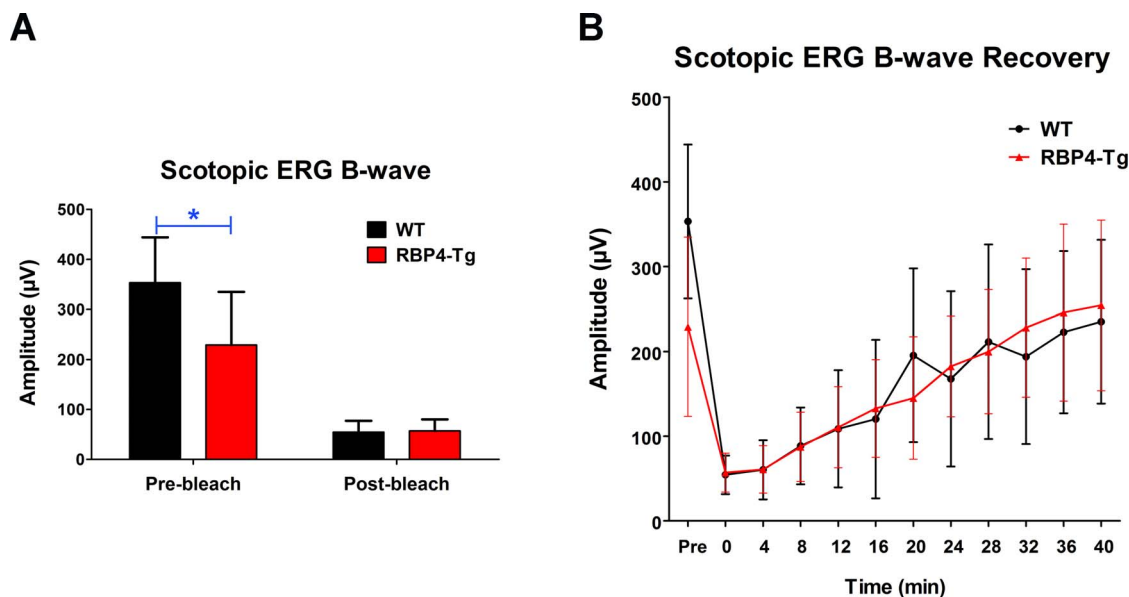 A
Scotopic ERG B-wave
500
400
300
200
100
0
Amplitude (µV)
*
WT
RBP4-Tg
Pre-bleach
Post-bleach
B
Scotopic ERG B-wave Recovery
500
400
300
200
100
0
Amplitude (µV)
WT
RBP4-Tg
Pre 0 4 8 12 16 20 24 28 32 36 40
Time (min)